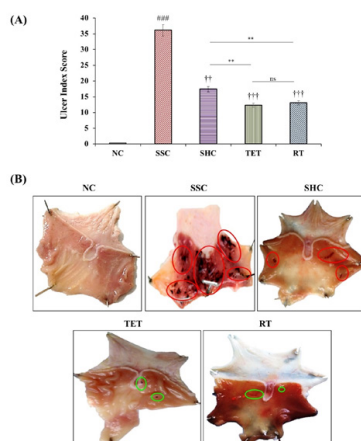 (A)
Ulcer Index Score
40
35
30
25
20
15
10
5
0
###
††
†††
†††
**
**
ns
NC SSC SHC TET RT
(B)
NC SSC SHC
TET RT